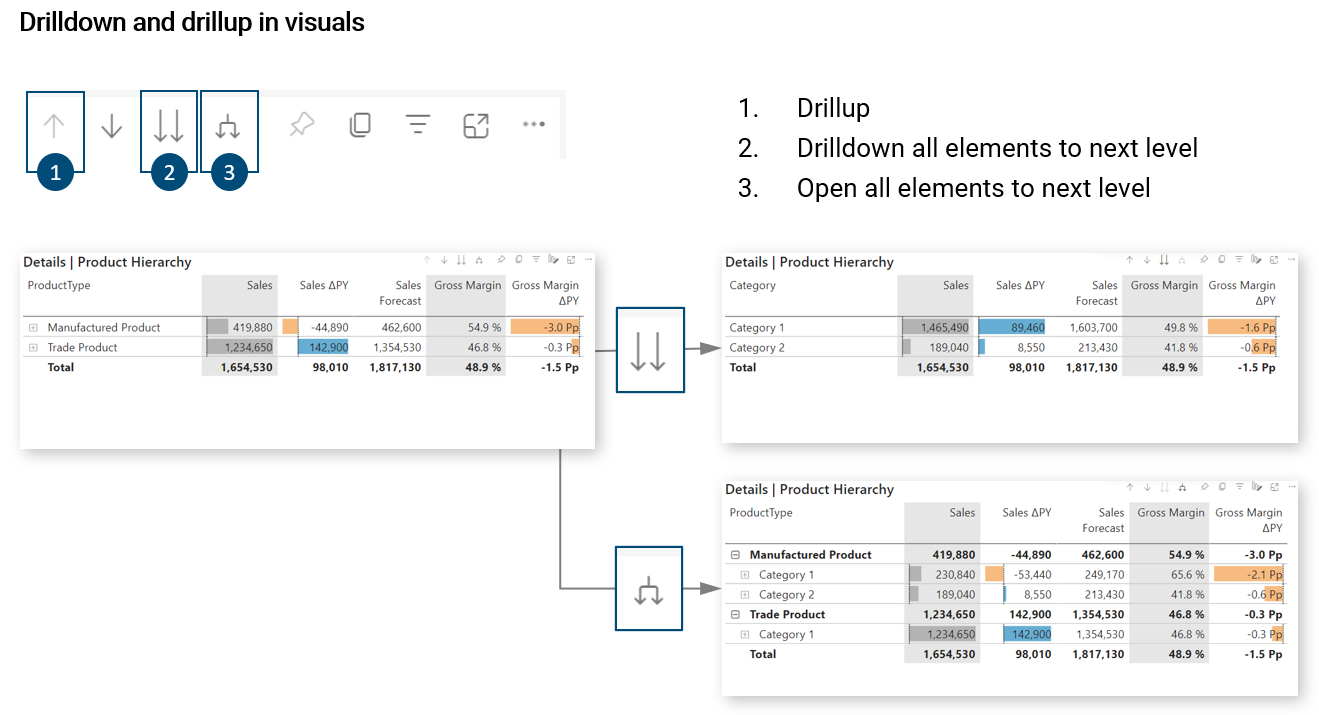 Drilldown and drillup in visuals
1
2
3
1. Drillup
2. Drilldown all elements to next level
3. Open all elements to next level
Details | Product Hierarchy
ProductType Sales Sales ΔPY Sales Forecast Gross Margin Gross Margin ΔPY
Manufactured Product 419,880 -44,890 462,600 54.9 % -3.0 Pp
Trade Product 1,234,650 142,900 1,354,530 46.8 % -0.3 Pp
Total 1,654,530 98,010 1,817,130 48.9 % -1.5 Pp
Details | Product Hierarchy
Category Sales Sales ΔPY Sales Forecast Gross Margin Gross Margin ΔPY
Category 1 1,465,490 89,460 1,603,700 49.8 % -1.6 Pp
Category 2 189,040 8,550 213,430 41.8 % -0.6 Pp
Total 1,654,530 98,010 1,817,130 48.9 % -1.5 Pp
Details | Product Hierarchy
ProductType Sales Sales ΔPY Sales Forecast Gross Margin Gross Margin ΔPY
Manufactured Product 419,880 -44,890 462,600 54.9 % -3.0 Pp
Category 1 230,840 -53,440 249,170 65.6 % -2.1 Pp
Category 2 189,040 8,550 213,430 41.8 % -0.6 Pp
Trade Product 1,234,650 142,900 1,354,530 46.8 % -0.3 Pp
Category 1 1,234,650 142,900 1,354,530 46.8 % -0.3 Pp
Total 1,654,530 98,010 1,817,130 48.9 % -1.5 Pp